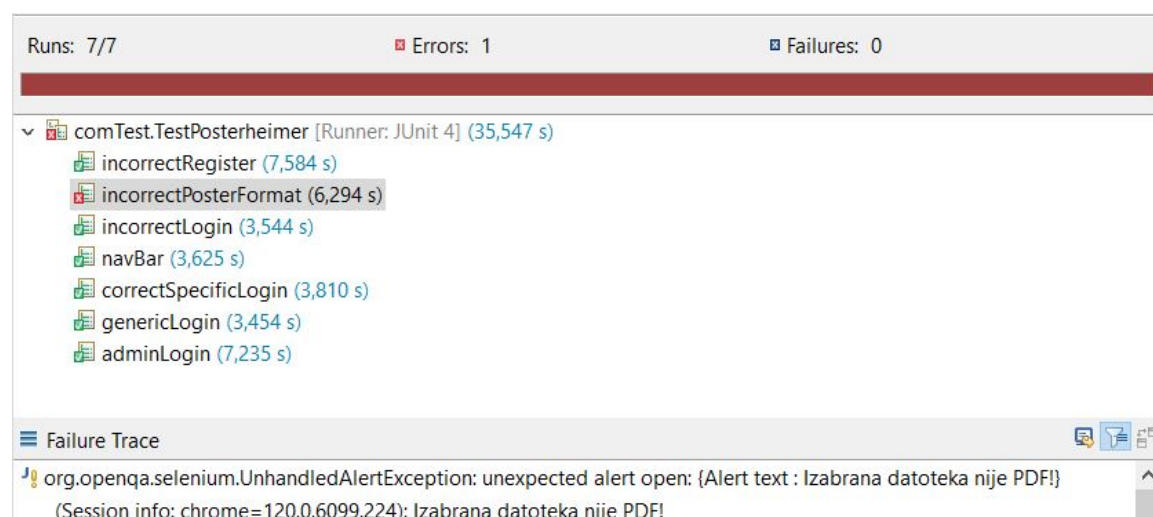 Runs: 7/7 Errors: 1 Failures: 0
comTest.TestPosterheimer [Runner: JUnit 4] (35,547 s)
incorrectRegister (7,584 s)
incorrectPosterFormat (6,294 s)
incorrectLogin (3,544 s)
navBar (3,625 s)
correctSpecificLogin (3,810 s)
genericLogin (3,454 s)
adminLogin (7,235 s)
Failure Trace
org.openqa.selenium.UnhandledAlertException: unexpected alert open: {Alert text : Izabrana datoteka nije PDF!}
(Session info: chrome=120.0.6099.224): Izabrana datoteka nije PDF!